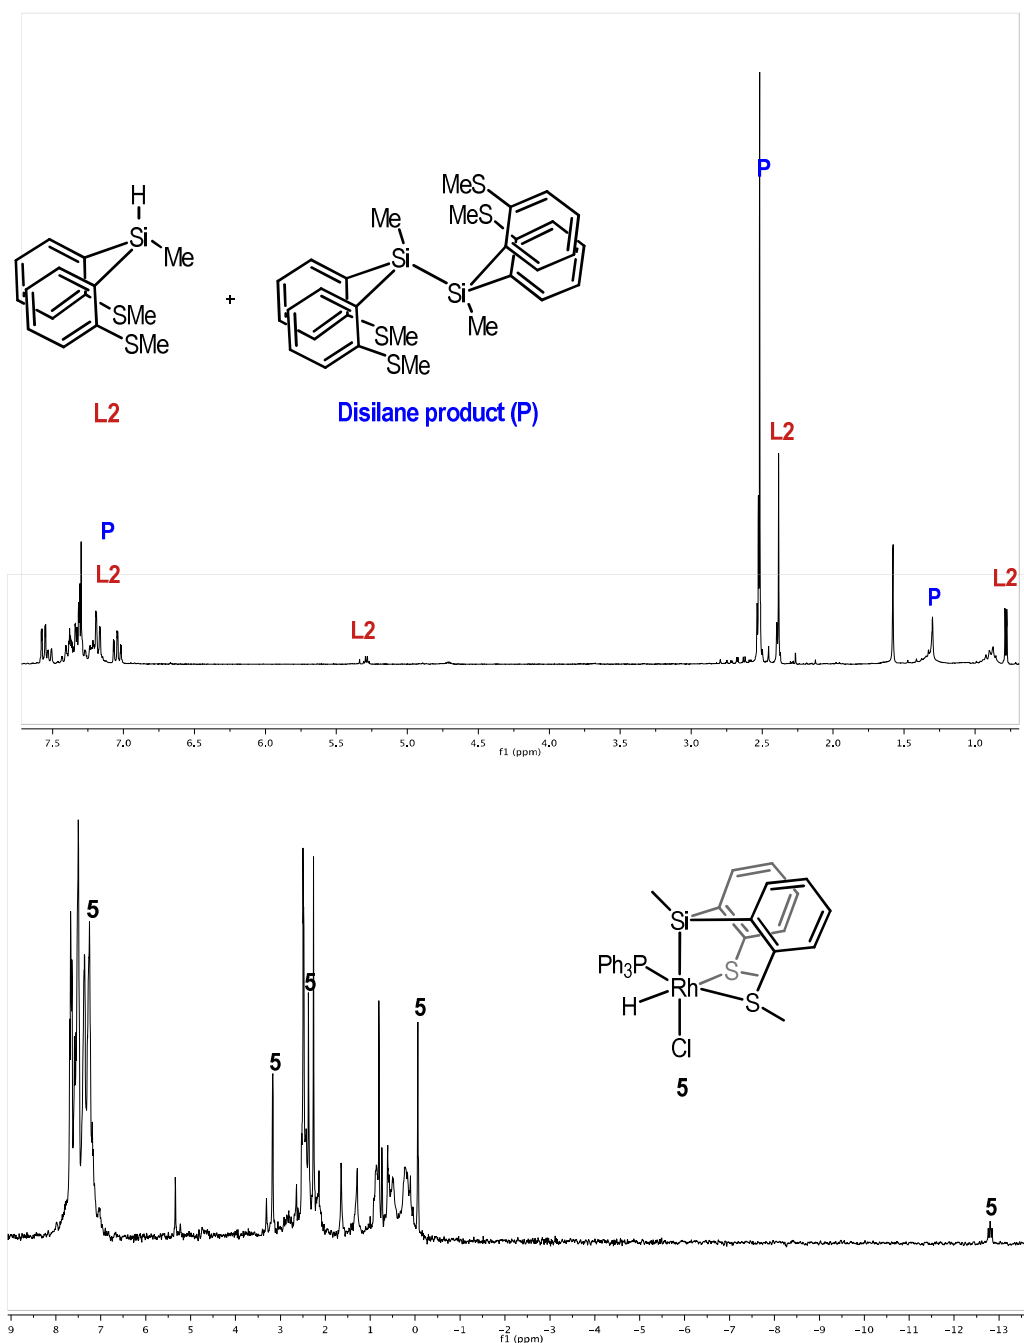 H
Si
Me
SMe
SMe
L2
+
Me
Si
Si
Me
MeS
MeS
SMe
SMe
Disilane product (P)
P
L2
L2
P
L2
P
L2
7.5 7.0 6.5 6.0 5.5 5.0 4.5 4.0 3.5 3.0 2.5 2.0 1.5 1.0
f1 (ppm)
5
5
5
5
5
Si
Ph3P
S
Rh
H
S
Cl
5
9 8 7 6 5 4 3 2 1 0 -1 -2 -3 -4 -5 -6 -7 -8 -9 -10 -11 -12 -13
f1 (ppm)